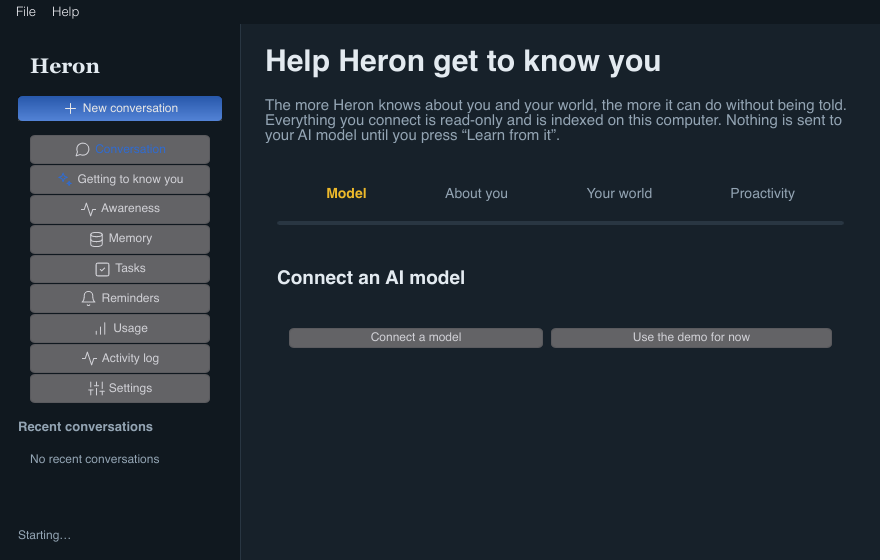 File Help
Heron
New conversation
Conversation
Getting to know you
Awareness
Memory
Tasks
Reminders
Usage
Activity log
Settings
Recent conversations
No recent conversations
Starting…
Help Heron get to know you
The more Heron knows about you and your world, the more it can do without being told.
Everything you connect is read-only and is indexed on this computer. Nothing is sent to
your AI model until you press “Learn from it”.
Model About you Your world Proactivity
Connect an AI model
Connect a model Use the demo for now